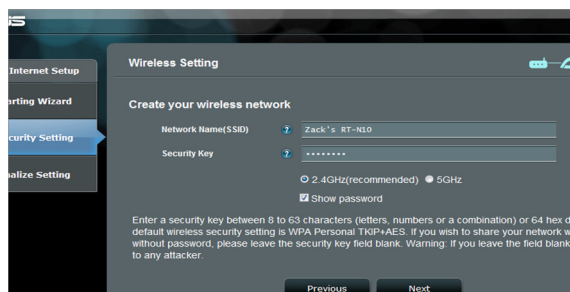 Internet Setup
Wireless Setting
Setting
Create your wireless network
Network Name(SSID)
Zack's RT-N10
Security Key
••••••••
2.4GHz(recommended)
5GHz
Show password
Enter a security key between 8 to 63 characters (letters, numbers or a combination) or 64 hex d
default wireless security setting is WPA Personal TKIP+AES. If you wish to share your network w
without password, please leave the security key field blank. Warning: If you leave the field blank
to any attacker.
Wizard
Setting
Previous
Next